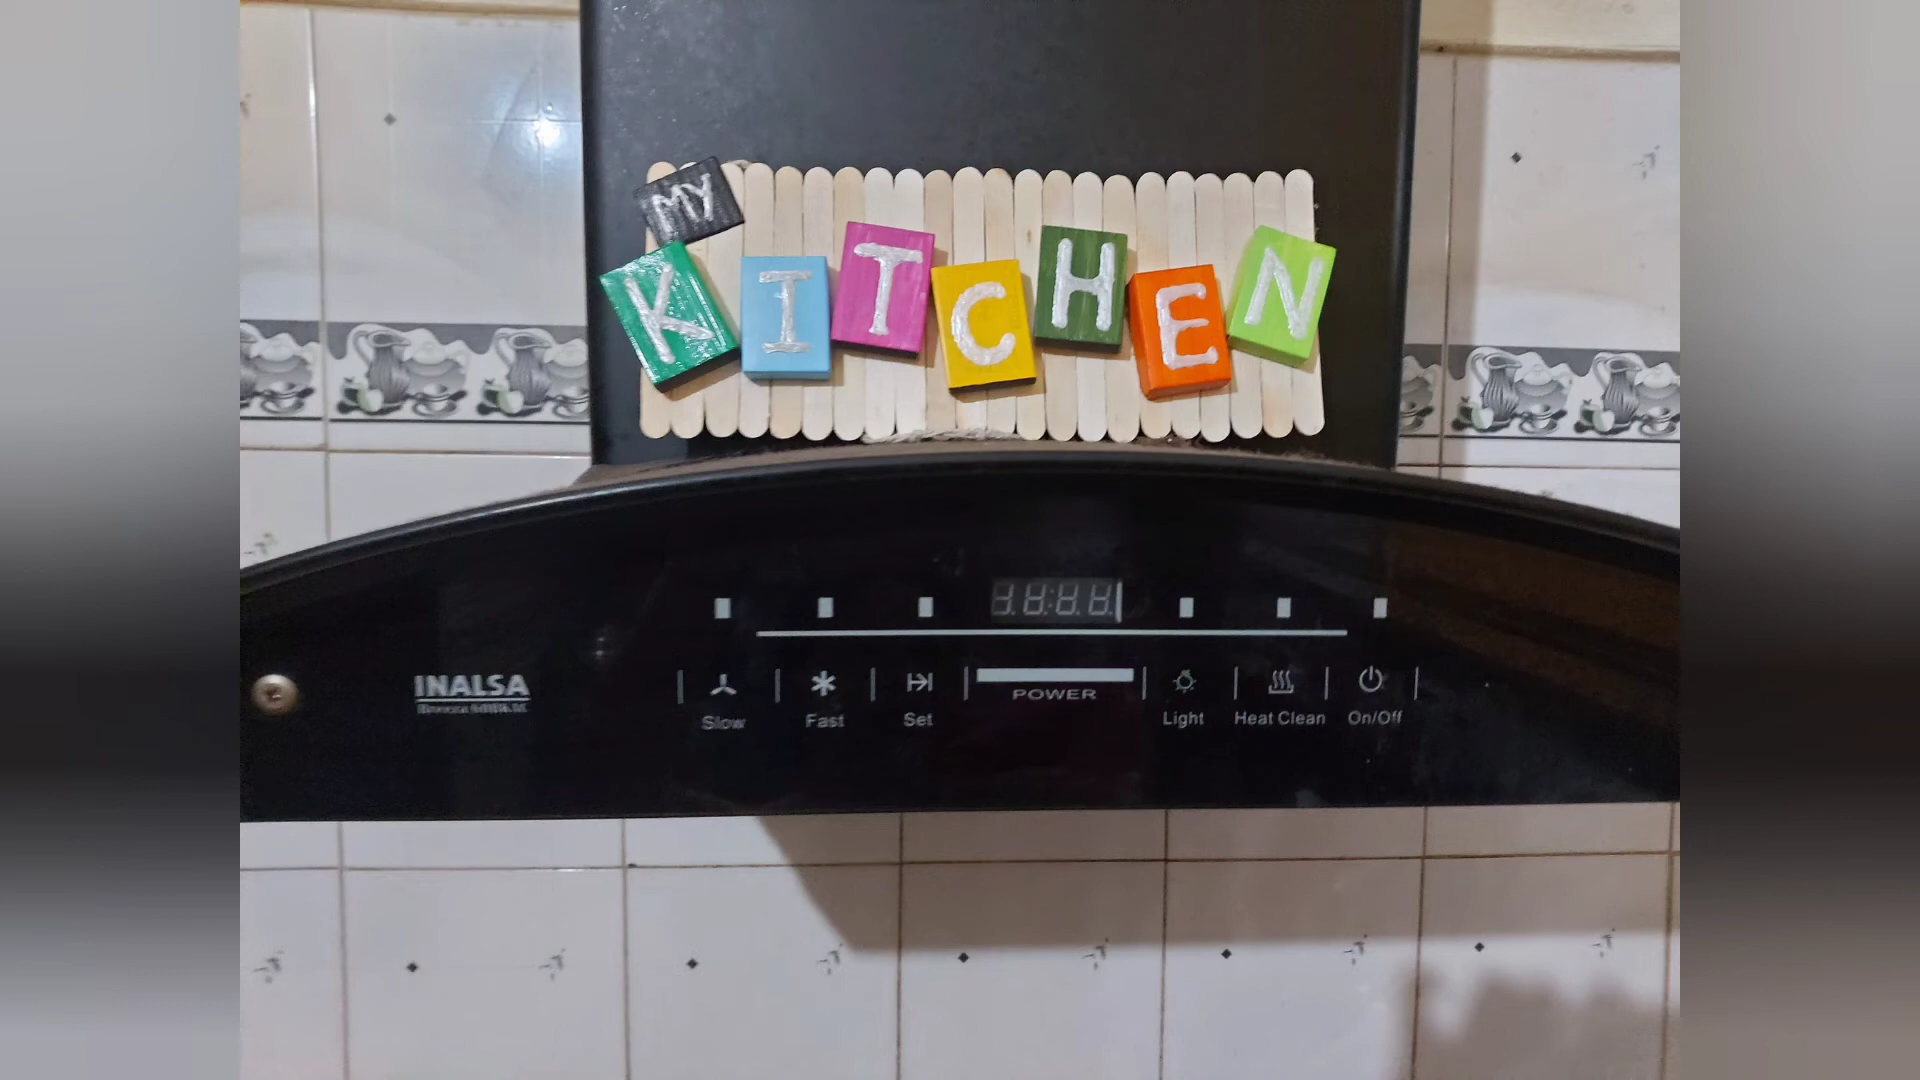 MY
KITCHEN
INALSA
POWER
Slow Fast Set Light Heat Clean On/Off